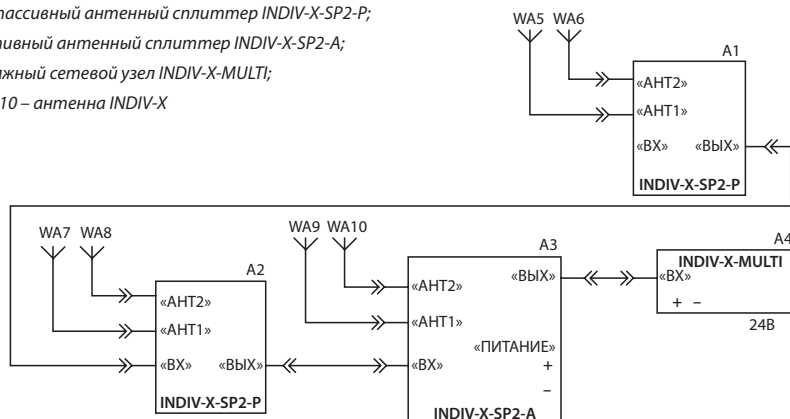 пассивный антенный сплиттер INDIV-X-SP2-P;
тивный антенный сплиттер INDIV-X-SP2-A;
жный сетевой узел INDIV-X-MULTI;
10 – антенна INDIV-X
WA5 WA6
A1
«АНТ2»
«АНТ1»
«ВХ» «ВЫХ»
INDIV-X-SP2-P
WA7 WA8
A2
«АНТ2»
«АНТ1»
«ВХ» «ВЫХ»
INDIV-X-SP2-P
WA9 WA10
A3
«ВЫХ»
«АНТ2»
«АНТ1»
«ПИТАНИЕ»
«ВХ» +
–
INDIV-X-SP2-A
A4
INDIV-X-MULTI
«ВХ»
+ –
24В